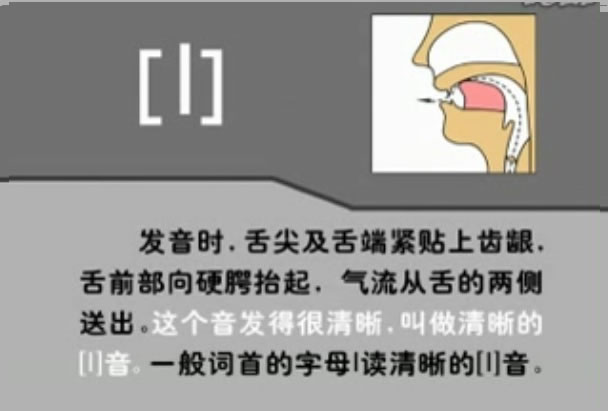 [l]
发音时，舌尖及舌端紧贴上齿龈，
舌前部向硬腭抬起， 气流从舌的两侧
送出。这个音发得很清晰，叫做清晰的
[l]音。一般词首的字母l读清晰的[l]音。